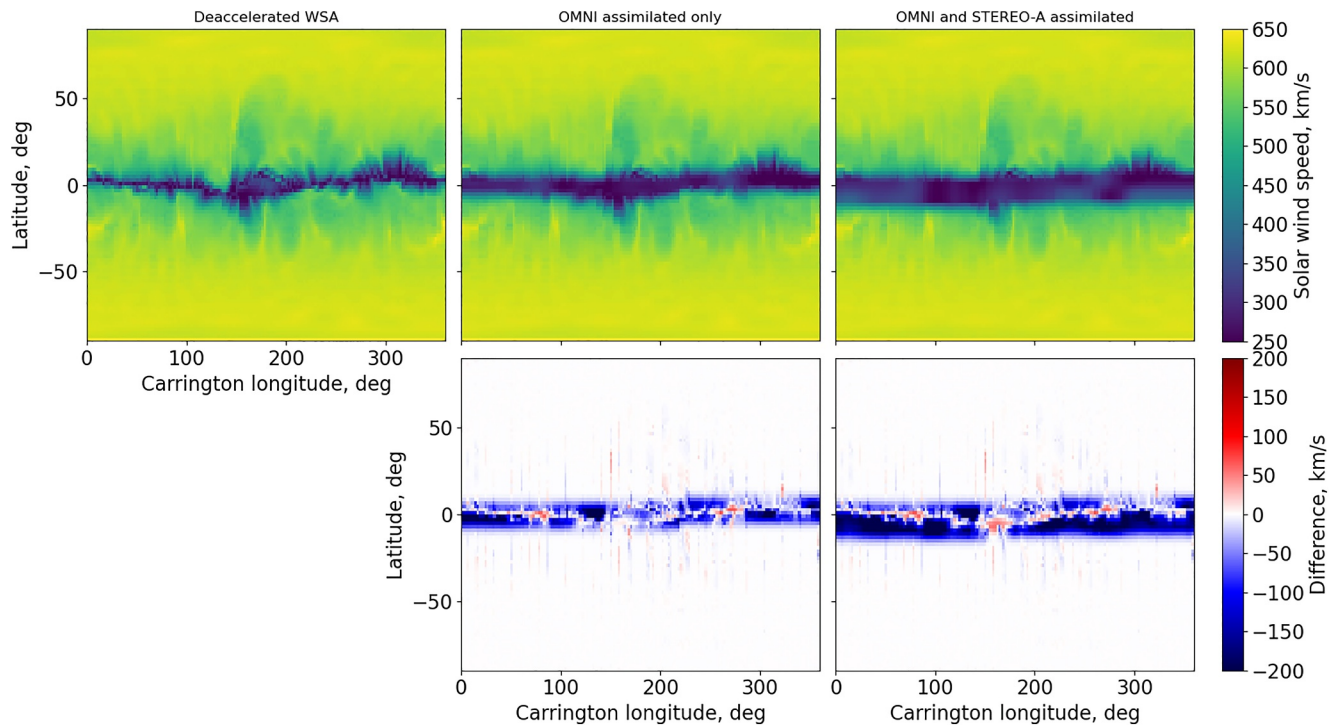 Deaccelerated WSA
OMNI assimilated only
OMNI and STEREO-A assimilated
Latitude, deg
50
0
−50
0 100 200 300
Carrington longitude, deg
650
600
550
500
450
400
350
300
250
Solar wind speed, km/s
Latitude, deg
50
0
−50
0 100 200 300
Carrington longitude, deg
0 100 200 300
Carrington longitude, deg
200
150
100
50
0
−50
−100
−150
−200
Difference, km/s